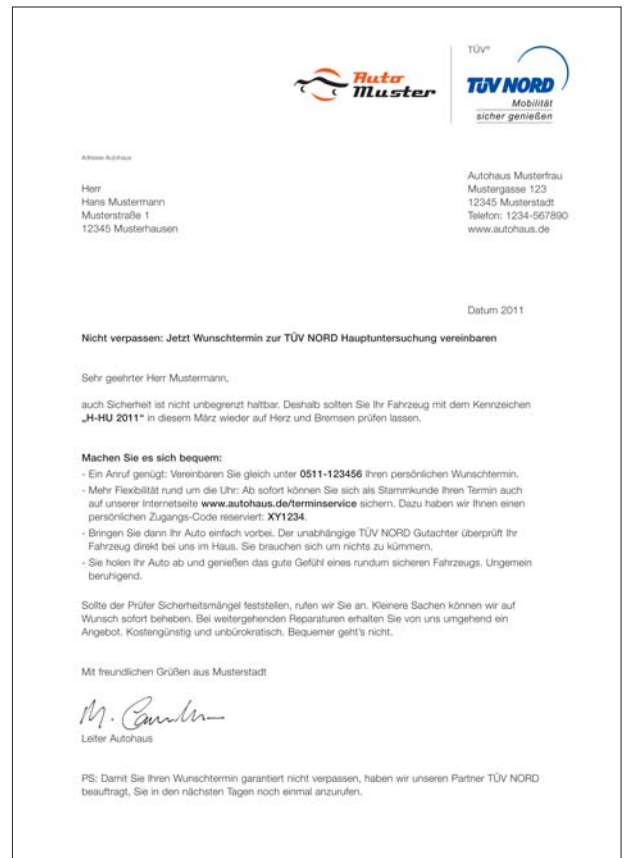 Auto
Muster
TÜV®
TÜV NORD
Mobilität
sicher genießen
Adresse Autohaus
Herr
Hans Mustermann
Musterstraße 1
12345 Musterhausen
Autohaus Musterfrau
Mustergasse 123
12345 Musterstadt
Telefon: 1234-567890
www.autohaus.de
Datum 2011
Nicht verpassen: Jetzt Wunschtermin zur TÜV NORD Hauptuntersuchung vereinbaren
Sehr geehrter Herr Mustermann,
auch Sicherheit ist nicht unbegrenzt haltbar. Deshalb sollten Sie Ihr Fahrzeug mit dem Kennzeichen
„H-HU 2011“ in diesem März wieder auf Herz und Bremsen prüfen lassen.
Machen Sie es sich bequem:
- Ein Anruf genügt: Vereinbaren Sie gleich unter 0511-123456 Ihren persönlichen Wunschtermin.
- Mehr Flexibilität rund um die Uhr: Ab sofort können Sie sich als Stammkunde Ihren Termin auch
auf unserer Internetseite www.autohaus.de/terminservice sichern. Dazu haben wir Ihnen einen
persönlichen Zugangs-Code reserviert: XY1234.
- Bringen Sie dann Ihr Auto einfach vorbei. Der unabhängige TÜV NORD Gutachter überprüft Ihr
Fahrzeug direkt bei uns im Haus. Sie brauchen sich um nichts zu kümmern.
- Sie holen Ihr Auto ab und genießen das gute Gefühl eines rundum sicheren Fahrzeugs. Ungemein
beruhigend.
Sollte der Prüfer Sicherheitsmängel feststellen, rufen wir Sie an. Kleinere Sachen können wir auf
Wunsch sofort beheben. Bei weitergehenden Reparaturen erhalten Sie von uns umgehend ein
Angebot. Kostengünstig und unbürokratisch. Bequemer geht's nicht.
Mit freundlichen Grüßen aus Musterstadt
Leiter Autohaus
PS: Damit Sie Ihren Wunschtermin garantiert nicht verpassen, haben wir unseren Partner TÜV NORD
beauftragt, Sie in den nächsten Tagen noch einmal anzurufen.